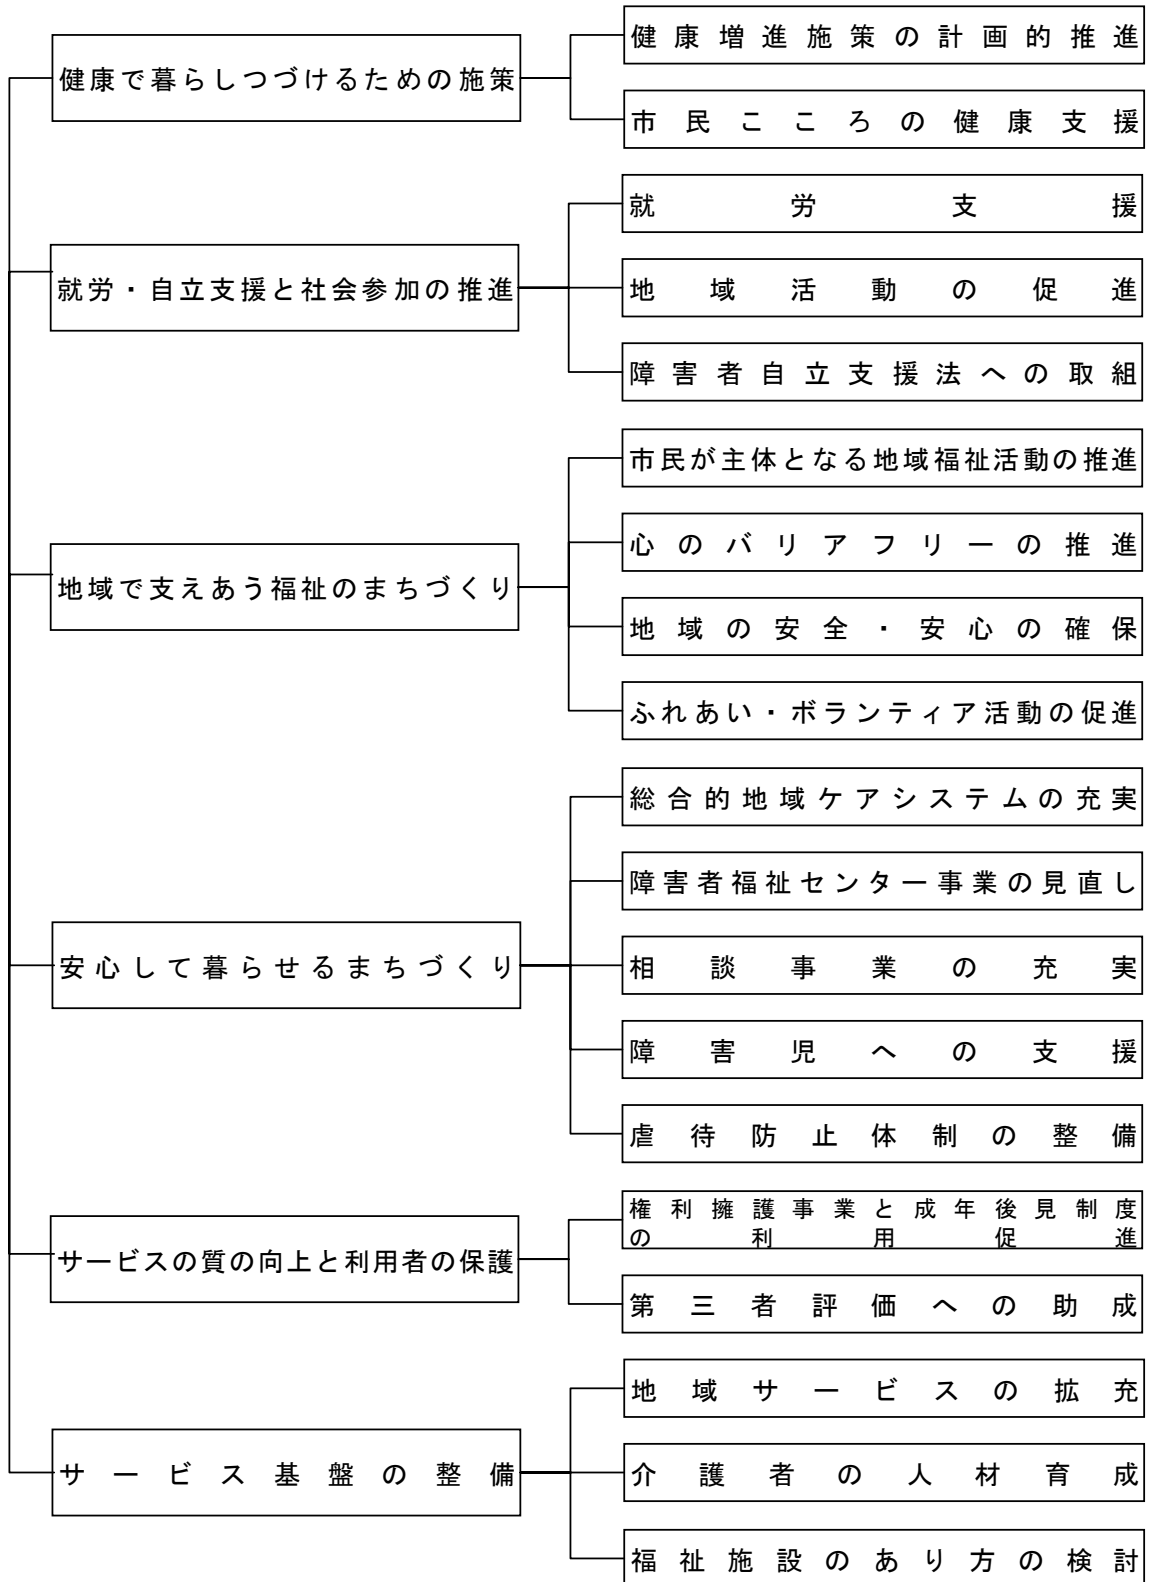 健康で暮らしつづけるための施策
健康増進施策の計画的推進
市民こころの健康支援
就労・自立支援と社会参加の推進
就労支援
地域活動の促進
障害者自立支援法への取組
地域で支えあう福祉のまちづくり
市民が主体となる地域福祉活動の推進
心のバリアフリーの推進
地域の安全・安心の確保
ふれあい・ボランティア活動の促進
安心して暮らせるまちづくり
総合的地域ケアシステムの充実
障害者福祉センター事業の見直し
相談事業の充実
障害児への支援
虐待防止体制の整備
サービスの質の向上と利用者の保護
権利擁護事業と成年後見制度
の利用促進
第三者評価への助成
サービス基盤の整備
地域サービスの拡充
介護者の人材育成
福祉施設のあり方の検討